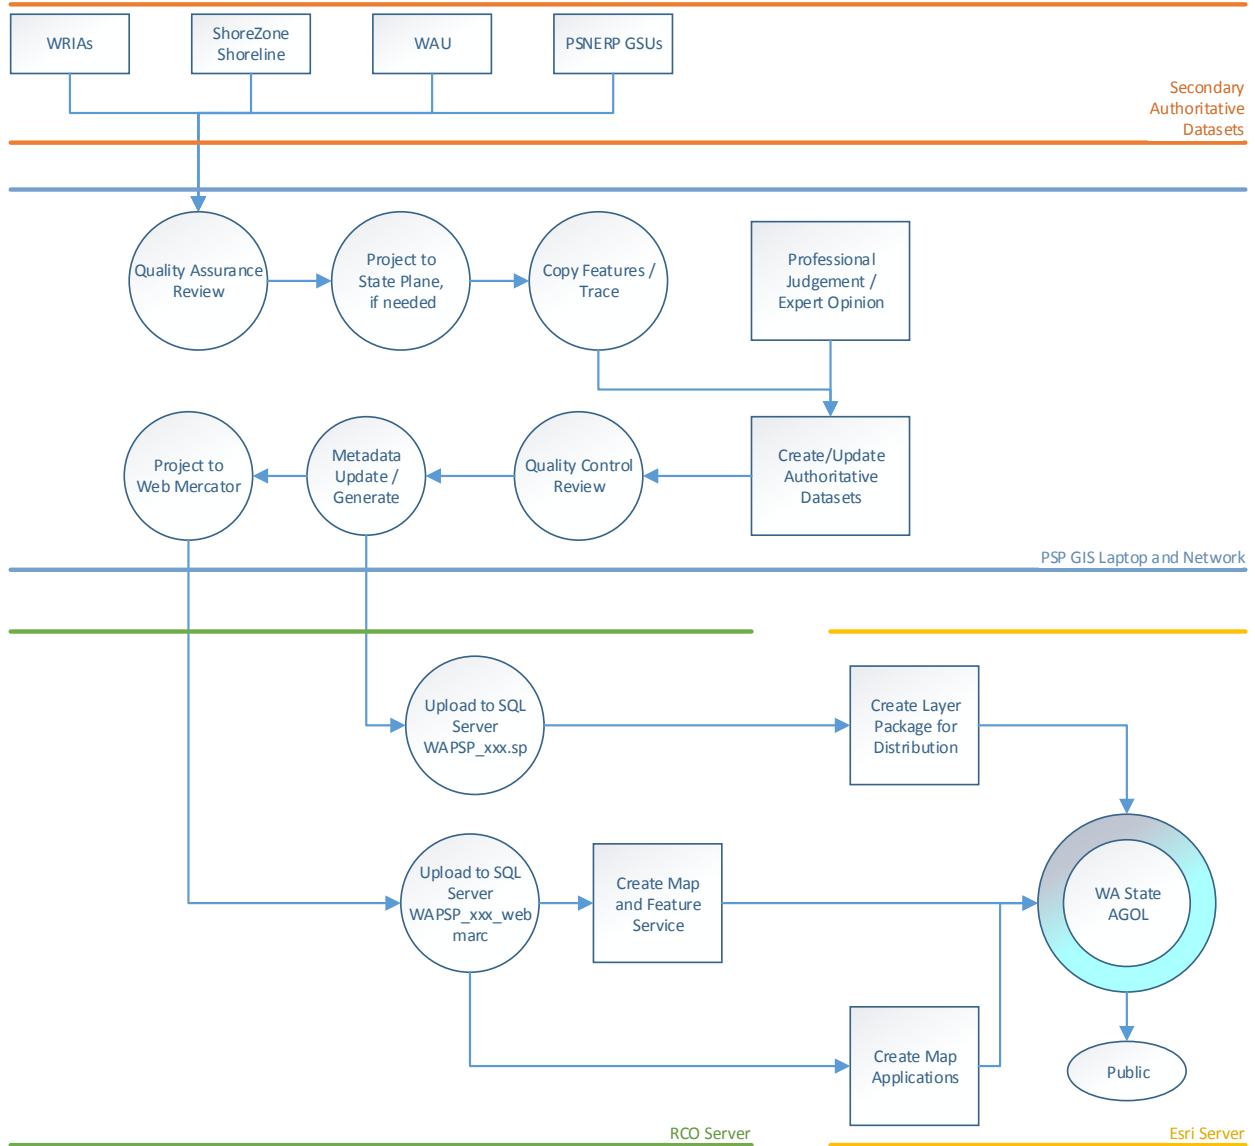 WRIAs
ShoreZone
Shoreline
WAU
PSNERP GSUs
Secondary
Authoritative
Datasets
Quality Assurance
Review
Project to
State Plane,
if needed
Copy Features /
Trace
Professional
Judgement /
Expert Opinion
Project to
Web Mercator
Metadata
Update /
Generate
Quality Control
Review
Create/Update
Authoritative
Datasets
PSP GIS Laptop and Network
Upload to SQL
Server
WAPSP_xxx.sp
Create Layer
Package for
Distribution
Upload to SQL
Server
WAPSP_xxx_web
marc
Create Map
and Feature
Service
WA State
AGOL
Create Map
Applications
Public
RCO Server
Esri Server